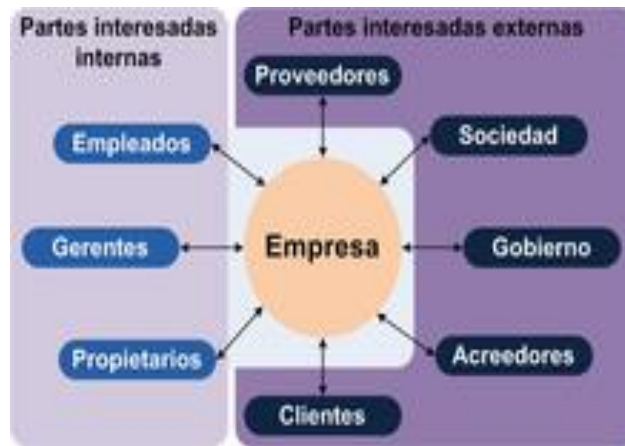 Partes interesadas
internas
Partes interesadas externas
Proveedores
Empleados
Sociedad
Gerentes
Empresa
Gobierno
Propietarios
Acreedores
Clientes